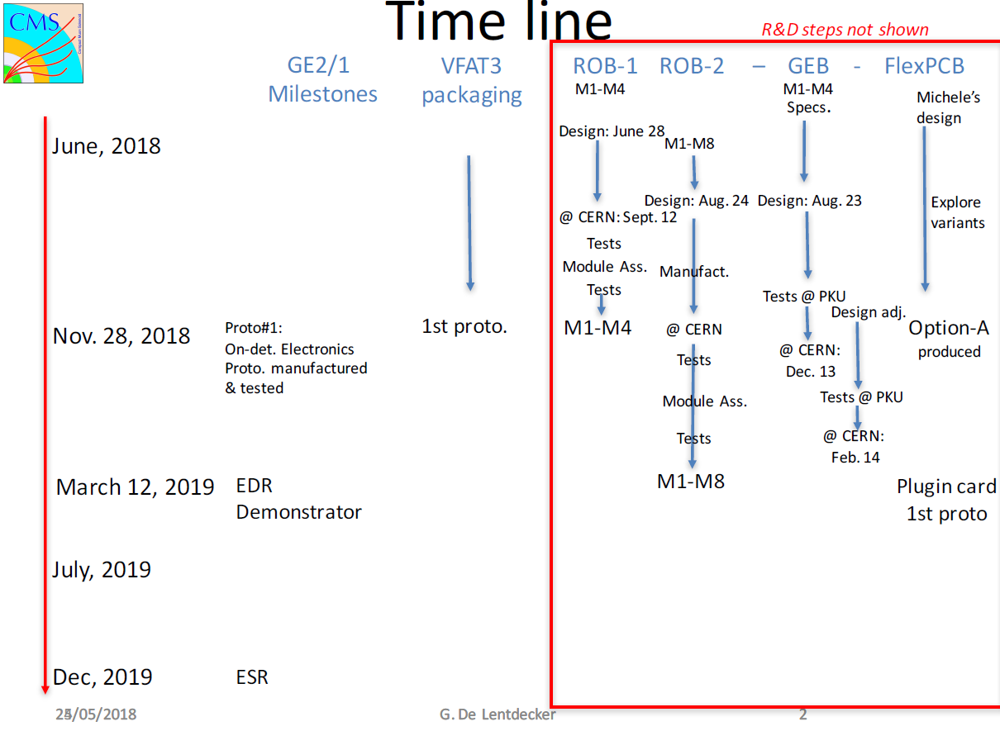 CMS
Time line
R&D steps not shown
GE2/1
Milestones
VFAT3
packaging
ROB-1 ROB-2 – GEB - FlexPCB
M1-M4
M1-M4
Specs.
Michele's
design
June, 2018
Design: June 28
M1-M8
Design: Aug. 24
Design: Aug. 23
Explore
variants
@ CERN: Sept. 12
Tests
Module Ass.
Tests
Manufact.
Tests @ PKU
Design adj.
Nov. 28, 2018
Proto#1:
On-det. Electronics
Proto. manufactured
& tested
1st proto.
M1-M4
@ CERN
Tests
Module Ass.
Tests
M1-M8
@ CERN:
Dec. 13
Tests @ PKU
@ CERN:
Feb. 14
Option-A
produced
March 12, 2019
EDR
Demonstrator
Plugin card
1st proto
July, 2019
Dec, 2019
ESR
/05/2018
G. De Lentdecker
2